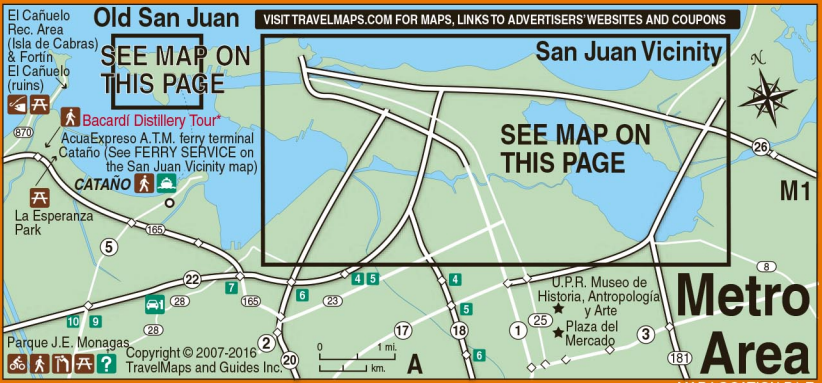 El Cañuelo
Rec. Area
(Isla de Cabras)
& Fortín
El Cañuelo
(ruins)
Old San Juan
SEE MAP ON
THIS PAGE
VISIT TRAVELMAPS.COM FOR MAPS, LINKS TO ADVERTISERS' WEBSITES AND COUPONS
San Juan Vicinity
SEE MAP ON
THIS PAGE
N
26
M1
870
Bacardí Distillery Tour*
AcuaExpreso A.T.M. ferry terminal
Cataño (See FERRY SERVICE on
the San Juan Vicinity map)
CATAÑO
La Esperanza
Park
165
5
22
7
165
28
28
10 9
6
23
4 5
4
5
6
2
20
17
18
1
25
3
181
8
U.P.R. Museo de
Historia, Antropología
y Arte
Plaza del
Mercado
Metro
Area
Parque J.E. Monagas
?
Copyright © 2007-2016
TravelMaps and Guides Inc.
0 1 mi.
km.
A